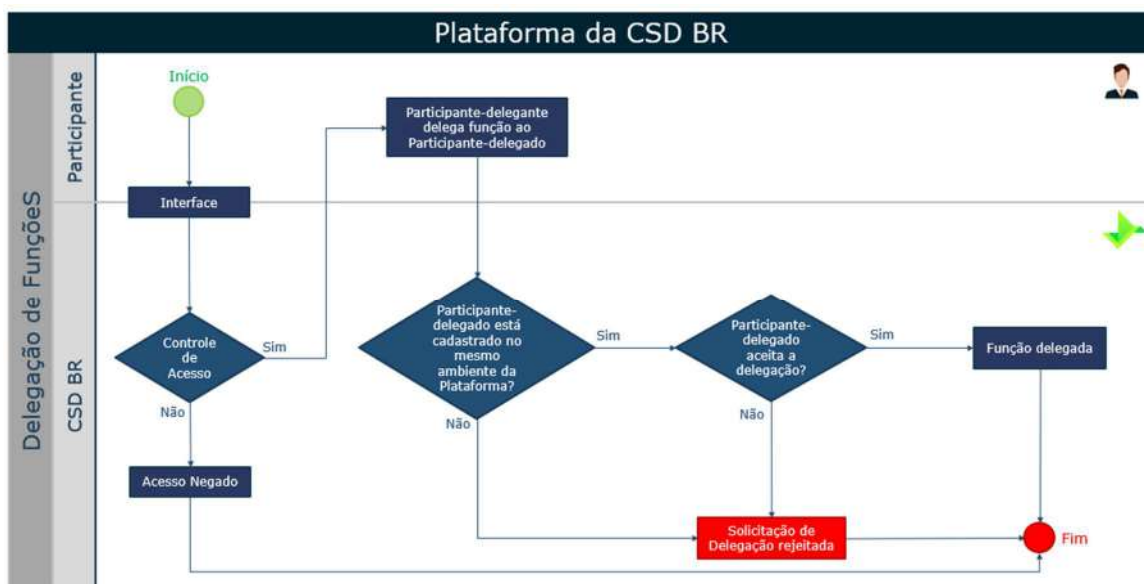 Plataforma da CSD BR
Delegação de FunçõeS
Participante
CSD BR
Início
Interface
Participante-delegante
delega função ao
Participante-delegado
Controle
de
Acesso
Sim
Não
Acesso Negado
Participante-
delegado está
cadastrado no
mesmo
ambiente da
Plataforma?
Sim
Não
Participante-
delegado
aceita a
delegação?
Sim
Não
Função delegada
Solicitação de
Delegação rejeitada
Fim